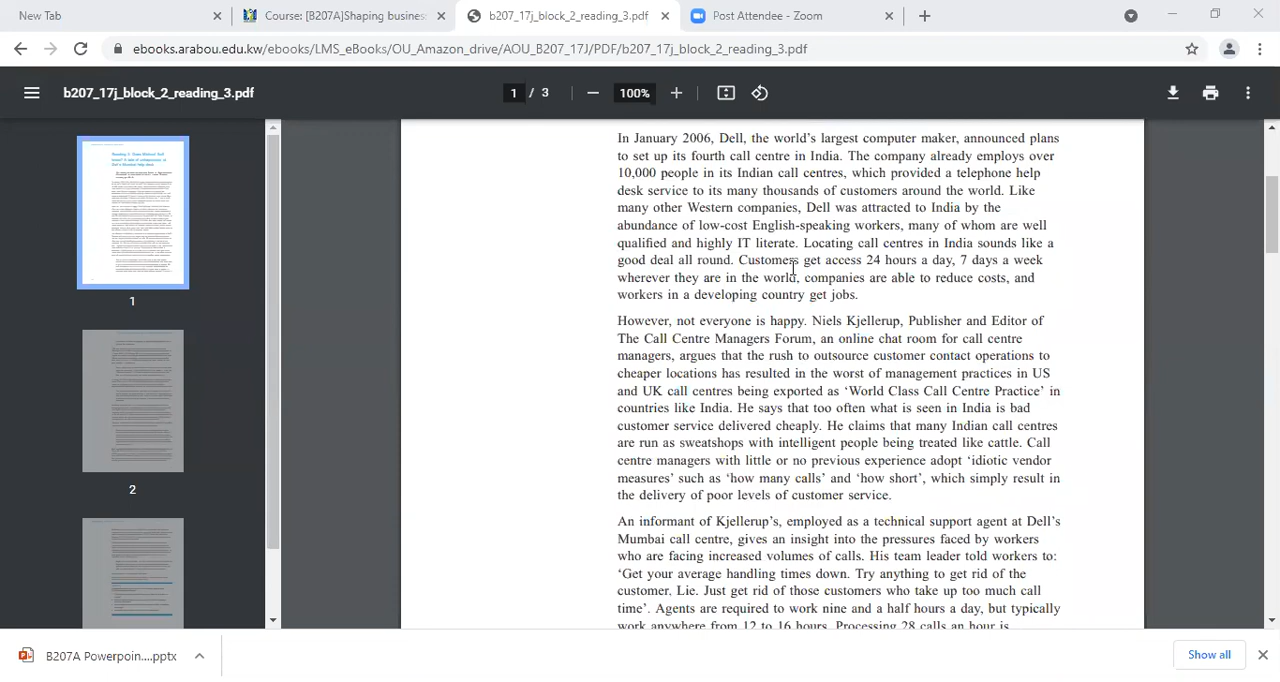 New Tab
Course: [B207A]Shaping busines
b207_17j_block_2_reading_3.pdf
Post Attendee - Zoom
ebooks.arabou.edu.kw/ebooks/LMS_eBooks/OU_Amazon_drive/AOU_B207_17J/PDF/b207_17j_block_2_reading_3.pdf
b207_17j_block_2_reading_3.pdf
1 / 3
100%
In January 2006, Dell, the world's largest computer maker, announced plans
to set up its fourth call centre in India. The company already employs over
10,000 people in its Indian call centres, which provided a telephone help
desk service to its many thousands of customers around the world. Like
many other Western companies, Dell was attracted to India by the
abundance of low-cost English-speaking workers, many of whom are well
qualified and highly IT literate. Locating call centres in India sounds like a
good deal all round. Customers get access 24 hours a day, 7 days a week
wherever they are in the world, companies are able to reduce costs, and
workers in a developing country get jobs.
However, not everyone is happy. Niels Kjellerup, Publisher and Editor of
The Call Centre Managers Forum, an online chat room for call centre
managers, argues that the rush to outsource customer contact operations to
cheaper locations has resulted in the worst of management practices in US
and UK call centres being exported as 'World Class Call Centre Practice' in
countries like India. He says that too often what is seen in India is bad
customer service delivered cheaply. He claims that many Indian call centres
are run as sweatshops with intelligent people being treated like cattle. Call
centre managers with little or no previous experience adopt 'idiotic vendor
measures' such as 'how many calls' and 'how short', which simply result in
the delivery of poor levels of customer service.
An informant of Kjellerup's, employed as a technical support agent at Dell's
Mumbai call centre, gives an insight into the pressures faced by workers
who are facing increased volumes of calls. His team leader told workers to:
'Get your average handling times down. Try anything to get rid of the
customer, Lie. Just get rid of those customers who take up too much call
time'. Agents are required to work nine and a half hours a day, but typically
work anywhere from 12 to 16 hours. Processing 28 calls an hour is
1
2
B207A Powerpoin....pptx
Show all